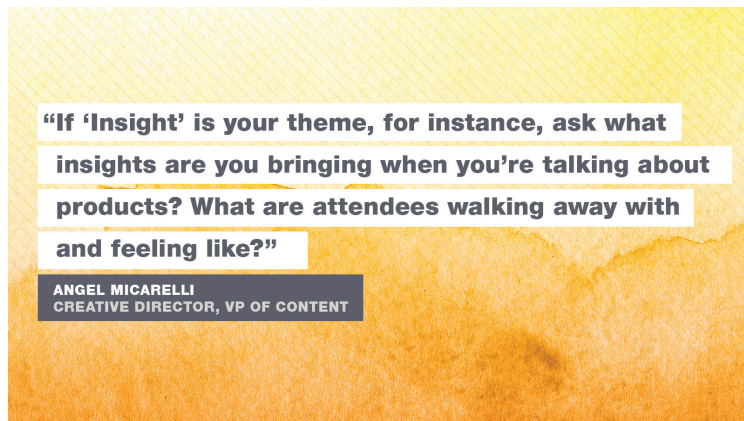 “If ‘Insight’ is your theme, for instance, ask what
insights are you bringing when you’re talking about
products? What are attendees walking away with
and feeling like?”
ANGEL MICARELLI
CREATIVE DIRECTOR, VP OF CONTENT